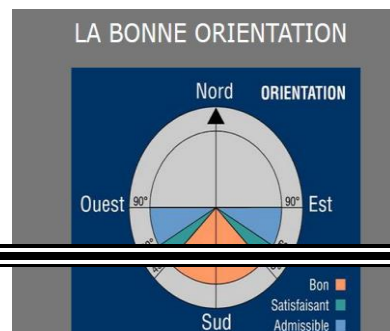 LA BONNE ORIENTATION
Nord ORIENTATION
Ouest 90° 90° Est
Bon
Satisfaisant
Sud Admissible